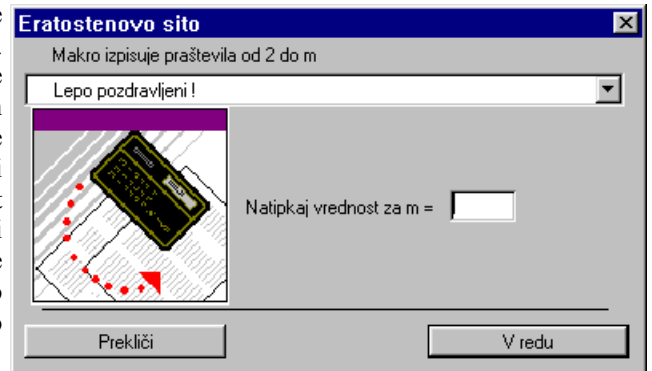 Eratostenovo sito
Makro izpisuje praštevila od 2 do m
Lepo pozdravljeni !
Natipkaj vrednost za m =
Prekliči
V redu